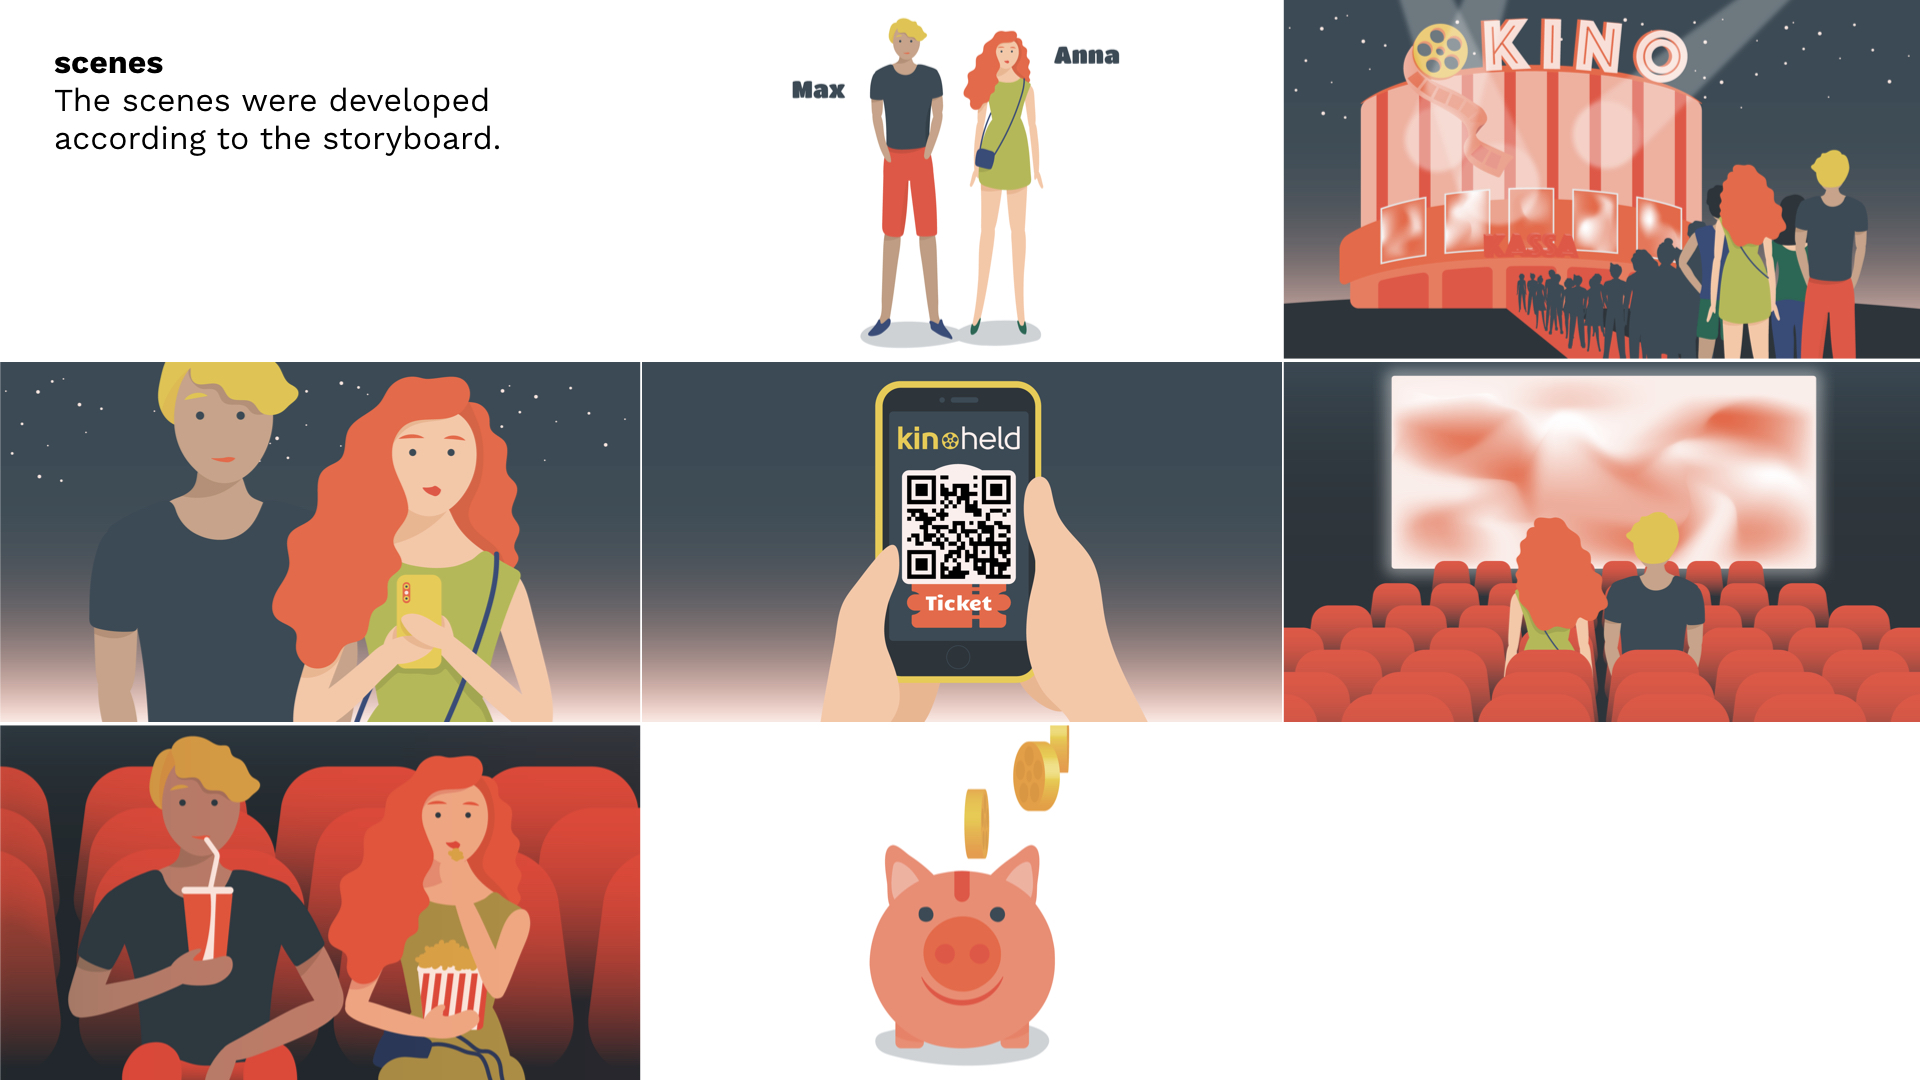 scenes
The scenes were developed
according to the storyboard.
Max
Anna
KINO
KASSA
kinoheld
Ticket